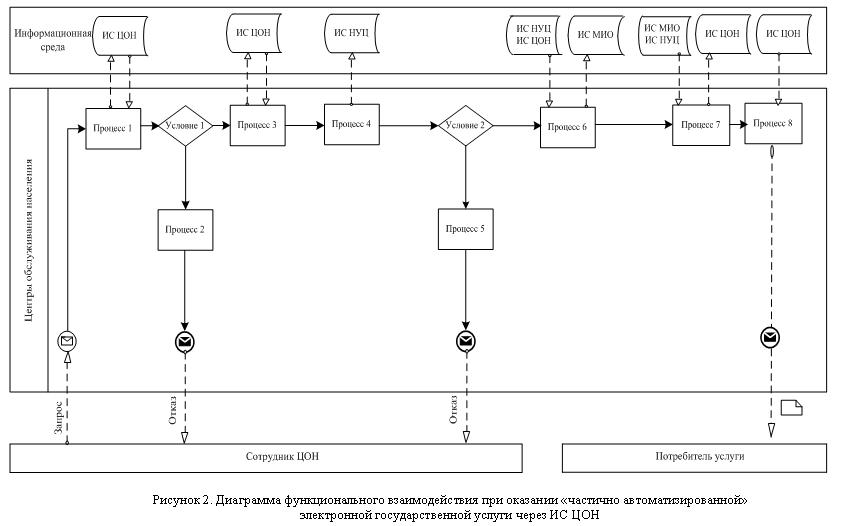 Информационная
среда
ИС ЦОН
ИС ЦОН
ИС НУЦ
ИС НУЦ
ИС ЦОН
ИС МИО
ИС МИО
ИС НУЦ
ИС ЦОН
ИС ЦОН
Центры обслуживания населения
Процесс 1
Условие 1
Процесс 3
Процесс 4
Условие 2
Процесс 6
Процесс 7
Процесс 8
Процесс 2
Процесс 5
Запрос
Отказ
Отказ
Сотрудник ЦОН
Потребитель услуги
Рисунок 2. Диаграмма функционального взаимодействия при оказании «частично автоматизированной»
электронной государственной услуги через ИС ЦОН